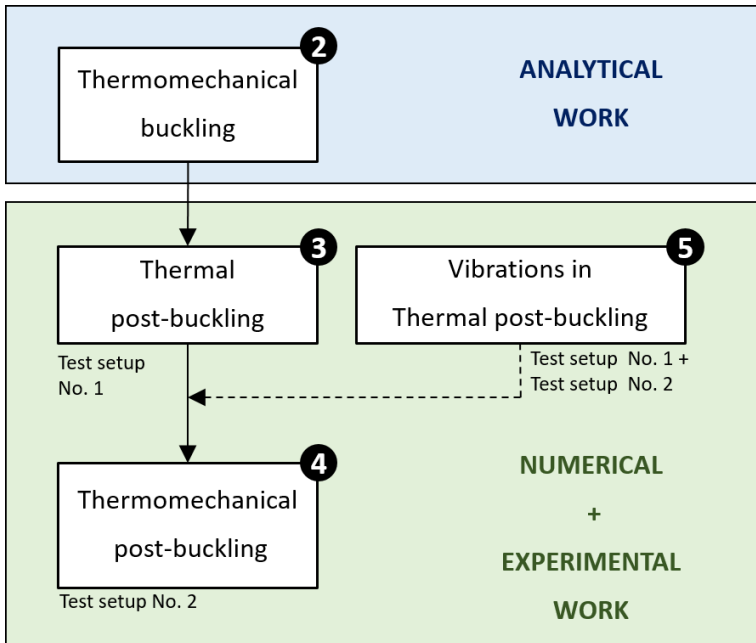 2
Thermomechanical
buckling
ANALYTICAL
WORK
3
Thermal
post-buckling
Test setup
No. 1
5
Vibrations in
Thermal post-buckling
Test setup No. 1 +
Test setup No. 2
4
Thermomechanical
post-buckling
Test setup No. 2
NUMERICAL
+
EXPERIMENTAL
WORK